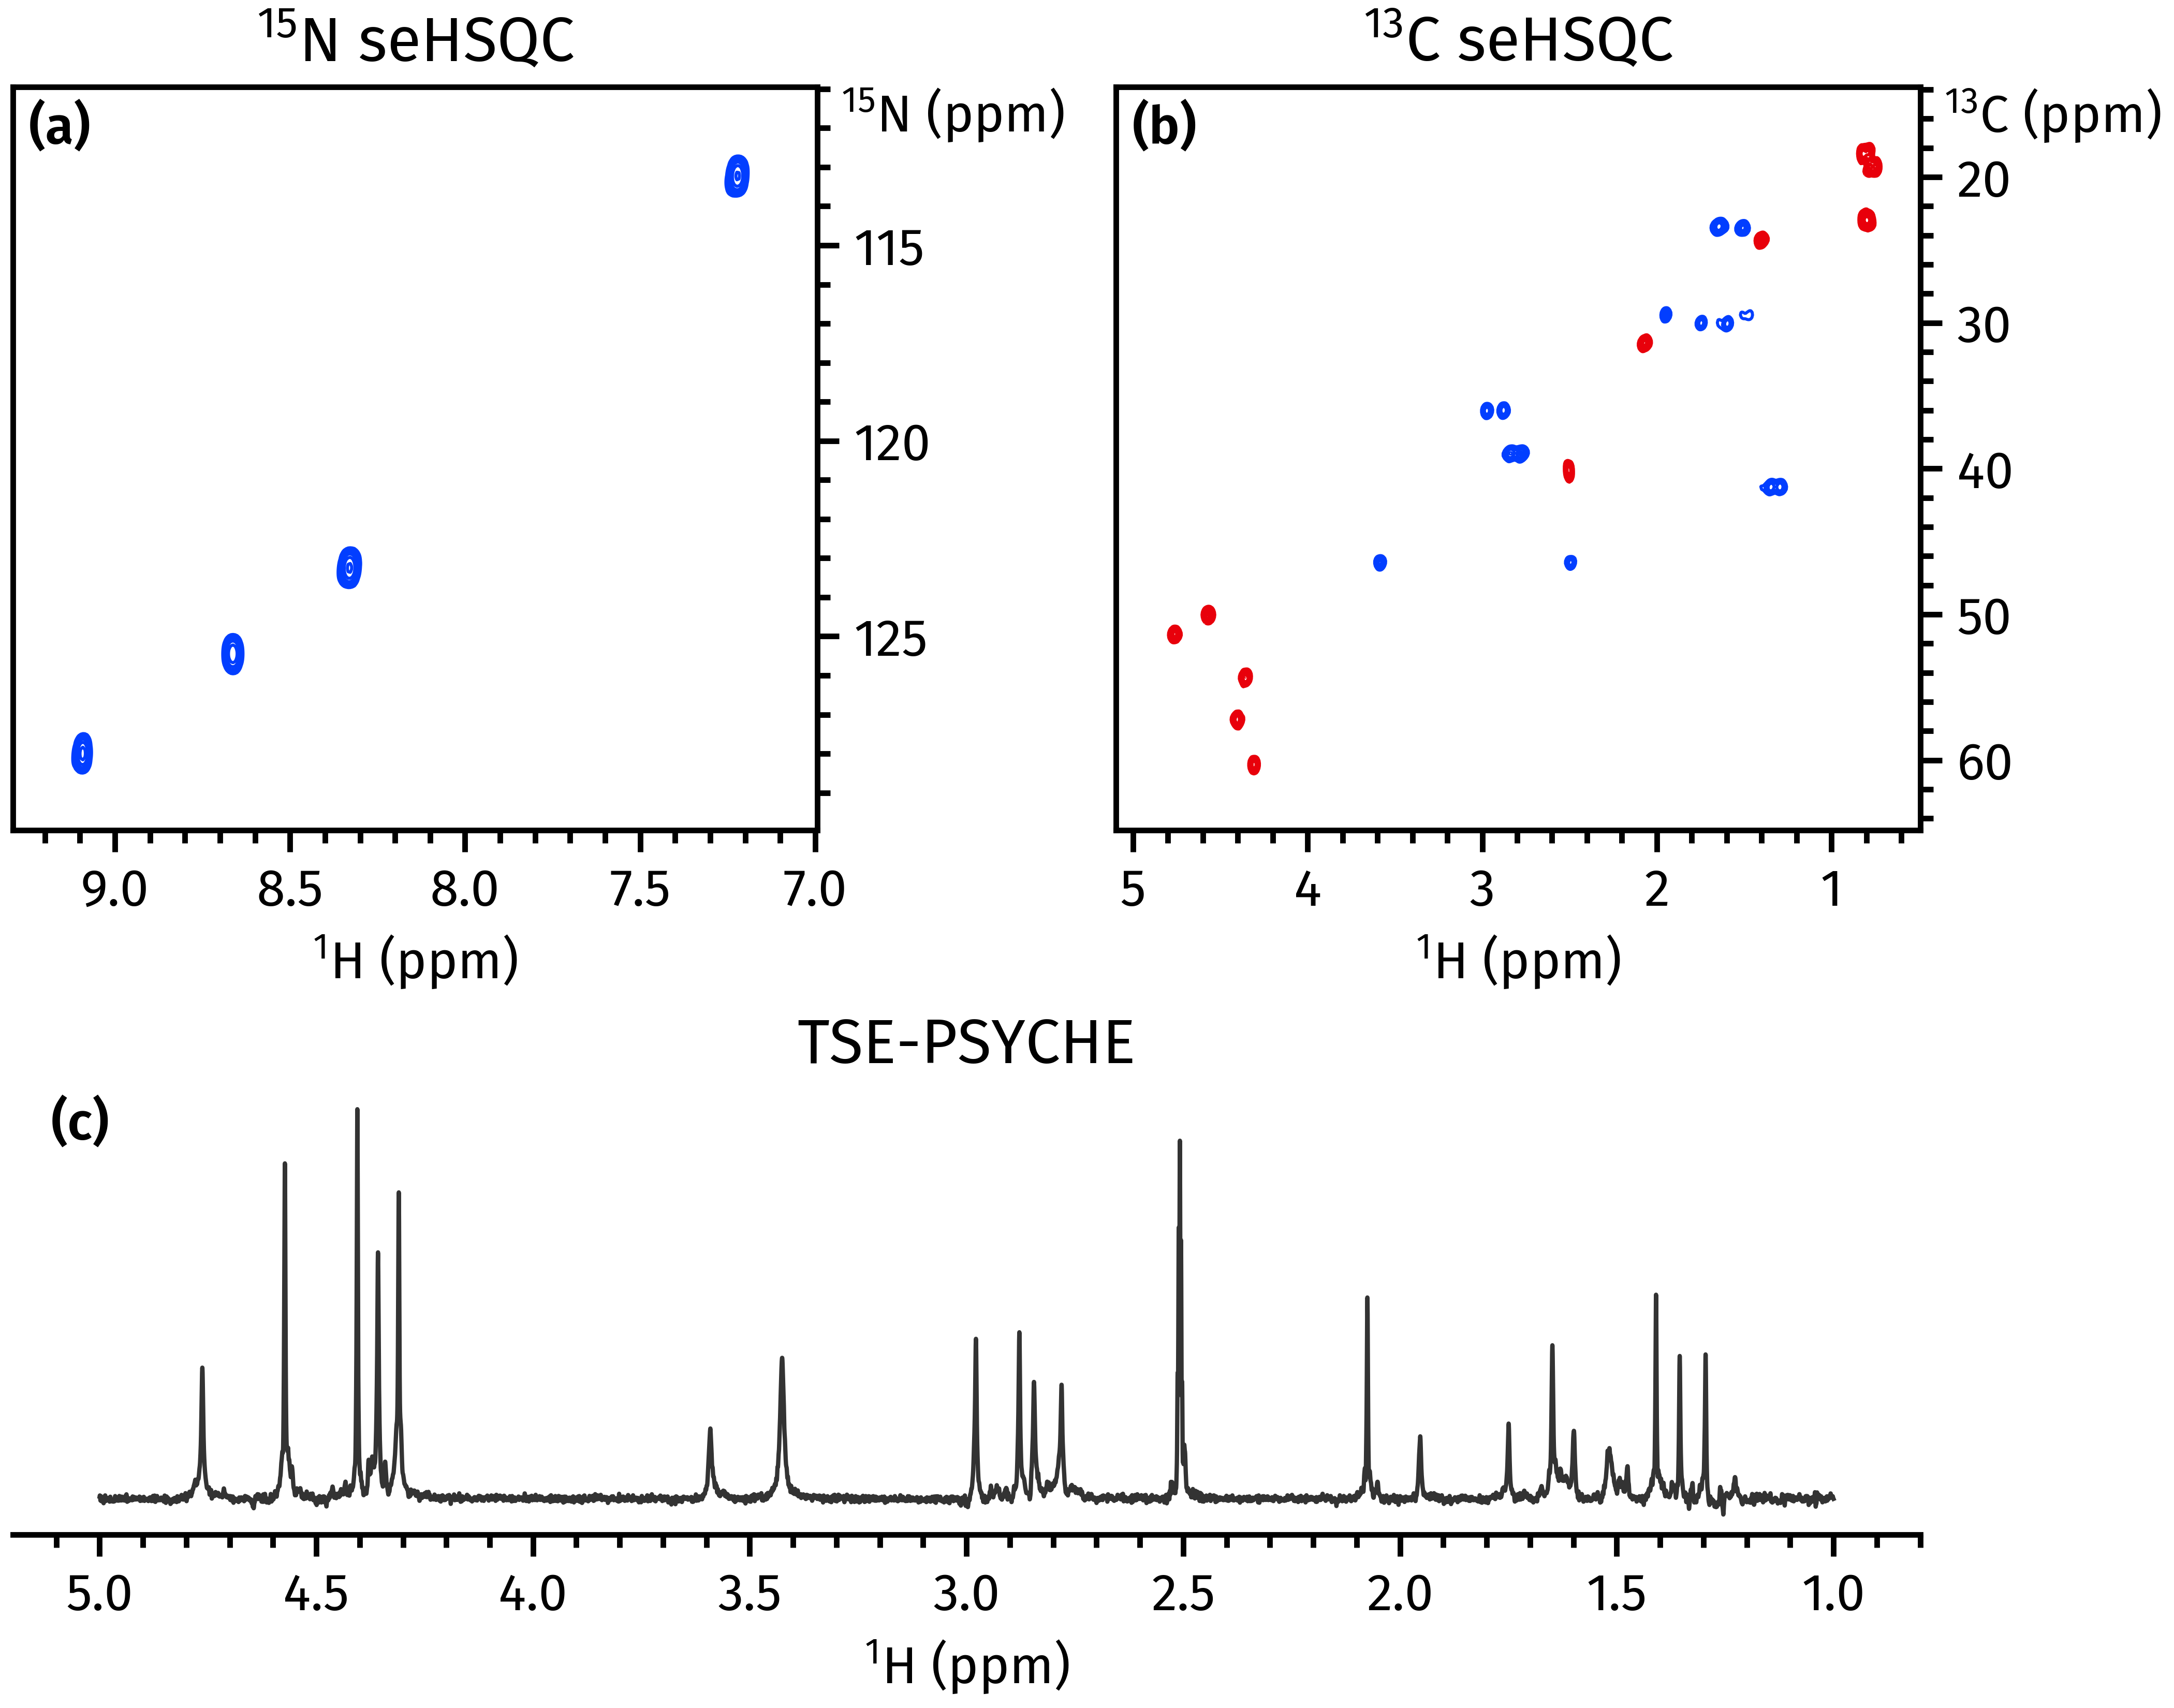 ¹⁵N seHSQC
(a)
¹⁵N (ppm)
115
120
125
9.0 8.5 8.0 7.5 7.0
¹H (ppm)
¹³C seHSQC
(b)
¹³C (ppm)
20
30
40
50
60
5 4 3 2 1
¹H (ppm)
TSE-PSYCHE
(c)
5.0 4.5 4.0 3.5 3.0 2.5 2.0 1.5 1.0
¹H (ppm)